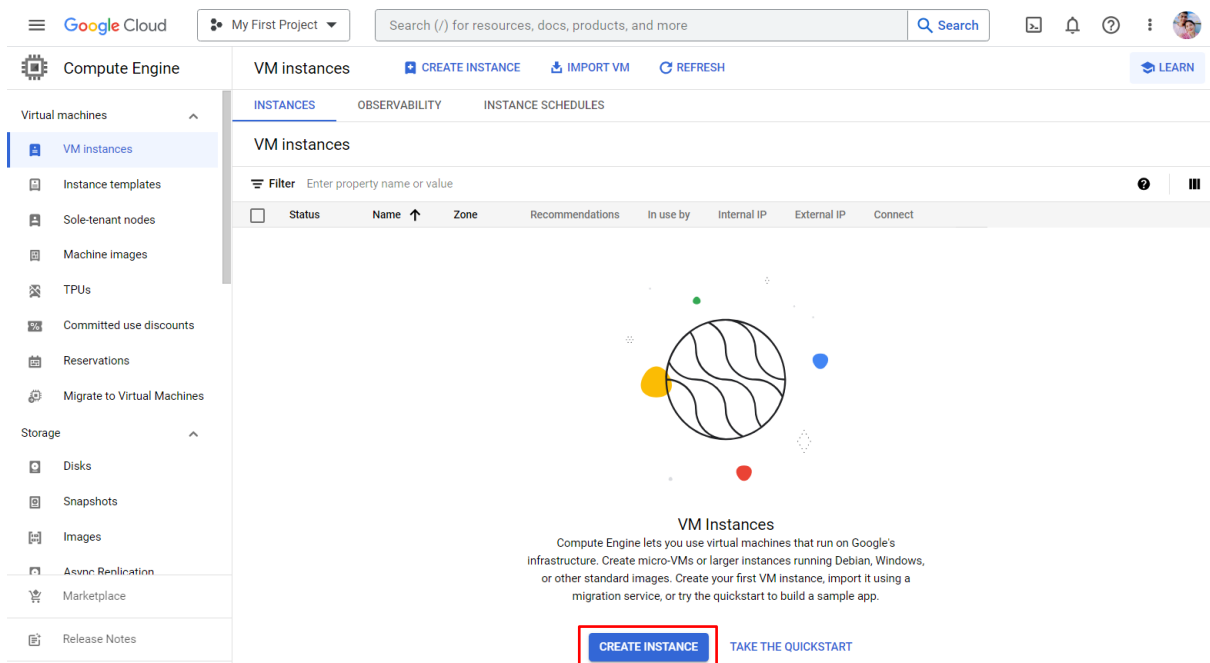 Google Cloud
My First Project
Search (/) for resources, docs, products, and more
Search
Compute Engine
VM instances
CREATE INSTANCE
IMPORT VM
REFRESH
LEARN
Virtual machines
VM instances
Instance templates
Sole-tenant nodes
Machine images
TPUs
Committed use discounts
Reservations
Migrate to Virtual Machines
Storage
Disks
Snapshots
Images
Async Replication
Marketplace
Release Notes
INSTANCES
OBSERVABILITY
INSTANCE SCHEDULES
VM instances
Filter
Enter property name or value
Status
Name
Zone
Recommendations
In use by
Internal IP
External IP
Connect
VM Instances
Compute Engine lets you use virtual machines that run on Google's
infrastructure. Create micro-VMs or larger instances running Debian, Windows,
or other standard images. Create your first VM instance, import it using a
migration service, or try the quickstart to build a sample app.
CREATE INSTANCE
TAKE THE QUICKSTART